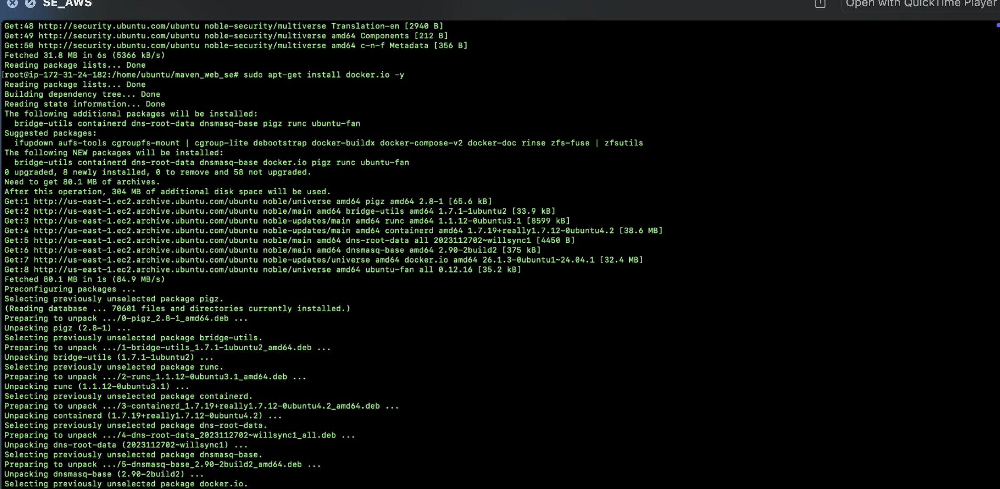 SE_AWS
Open with QuickTime Player
Get:48 http://security.ubuntu.com/ubuntu noble-security/multiverse Translation-en [2940 B]
Get:49 http://security.ubuntu.com/ubuntu noble-security/multiverse amd64 Components [212 B]
Get:50 http://security.ubuntu.com/ubuntu noble-security/multiverse amd64 c-n-f Metadata [356 B]
Fetched 31.8 MB in 6s (5366 kB/s)
Reading package lists... Done
[root@ip-172-31-24-182:/home/ubuntu/maven_web_se# sudo apt-get install docker.io -y
Reading package lists... Done
Building dependency tree... Done
Reading state information... Done
The following additional packages will be installed:
  bridge-utils containerd dns-root-data dnsmasq-base pigz runc ubuntu-fan
Suggested packages:
  ifupdown aufs-tools cgroupfs-mount | cgroup-lite debootstrap docker-buildx docker-compose-v2 docker-doc rinse zfs-fuse | zfsutils
The following NEW packages will be installed:
  bridge-utils containerd dns-root-data dnsmasq-base docker.io pigz runc ubuntu-fan
0 upgraded, 8 newly installed, 0 to remove and 58 not upgraded.
Need to get 80.1 MB of archives.
After this operation, 304 MB of additional disk space will be used.
Get:1 http://us-east-1.ec2.archive.ubuntu.com/ubuntu noble/universe amd64 pigz amd64 2.8-1 [65.6 kB]
Get:2 http://us-east-1.ec2.archive.ubuntu.com/ubuntu noble/main amd64 bridge-utils amd64 1.7.1-1ubuntu2 [33.9 kB]
Get:3 http://us-east-1.ec2.archive.ubuntu.com/ubuntu noble-updates/main amd64 runc amd64 1.1.12-0ubuntu3.1 [8599 kB]
Get:4 http://us-east-1.ec2.archive.ubuntu.com/ubuntu noble-updates/main amd64 containerd amd64 1.7.19+really1.7.12-0ubuntu4.2 [38.6 MB]
Get:5 http://us-east-1.ec2.archive.ubuntu.com/ubuntu noble/main amd64 dns-root-data all 2023112702~willsync1 [4450 B]
Get:6 http://us-east-1.ec2.archive.ubuntu.com/ubuntu noble/main amd64 dnsmasq-base amd64 2.90-2build2 [375 kB]
Get:7 http://us-east-1.ec2.archive.ubuntu.com/ubuntu noble-updates/universe amd64 docker.io amd64 26.1.3-0ubuntu1~24.04.1 [32.4 MB]
Get:8 http://us-east-1.ec2.archive.ubuntu.com/ubuntu noble/universe amd64 ubuntu-fan all 0.12.16 [35.2 kB]
Fetched 80.1 MB in 1s (84.9 MB/s)
Preconfiguring packages ...
Selecting previously unselected package pigz.
(Reading database ... 70601 files and directories currently installed.)
Preparing to unpack .../0-pigz_2.8-1_amd64.deb ...
Unpacking pigz (2.8-1) ...
Selecting previously unselected package bridge-utils.
Preparing to unpack .../1-bridge-utils_1.7.1-1ubuntu2_amd64.deb ...
Unpacking bridge-utils (1.7.1-1ubuntu2) ...
Selecting previously unselected package runc.
Preparing to unpack .../2-runc_1.1.12-0ubuntu3.1_amd64.deb ...
Unpacking runc (1.1.12-0ubuntu3.1) ...
Selecting previously unselected package containerd.
Preparing to unpack .../3-containerd_1.7.19+really1.7.12-0ubuntu4.2_amd64.deb ...
Unpacking containerd (1.7.19+really1.7.12-0ubuntu4.2) ...
Selecting previously unselected package dns-root-data.
Preparing to unpack .../4-dns-root-data_2023112702~willsync1_all.deb ...
Unpacking dns-root-data (2023112702~willsync1) ...
Selecting previously unselected package dnsmasq-base.
Preparing to unpack .../5-dnsmasq-base_2.90-2build2_amd64.deb ...
Unpacking dnsmasq-base (2.90-2build2) ...
Selecting previously unselected package docker.io.